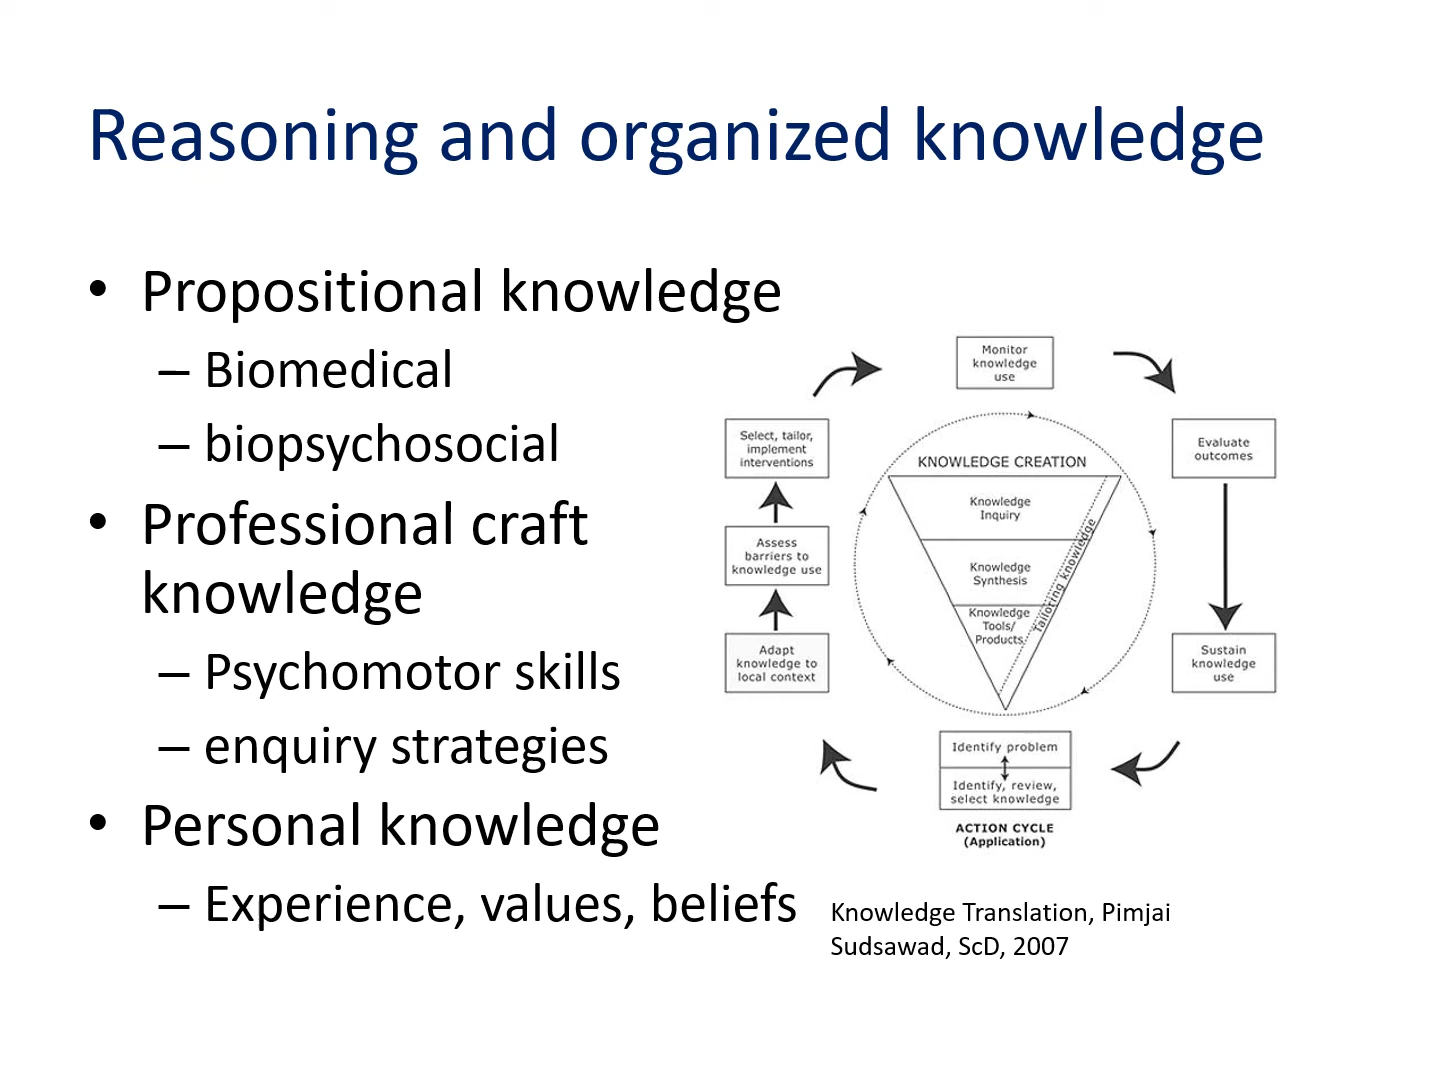 Reasoning and organized knowledge
• Propositional knowledge
– Biomedical
– biopsychosocial
• Professional craft
knowledge
– Psychomotor skills
– enquiry strategies
• Personal knowledge
– Experience, values, beliefs
Monitor
knowledge
use
Select, tailor,
implement
interventions
Evaluate
outcomes
KNOWLEDGE CREATION
Knowledge
Inquiry
Knowledge
Synthesis
Knowledge
Tools/
Products
Tailoring knowledge
Assess
barriers to
knowledge use
Adapt
knowledge to
local context
Sustain
knowledge
use
Identify problem
Identify, review,
select knowledge
ACTION CYCLE
(Application)
Knowledge Translation, Pimjai
Sudsawad, ScD, 2007